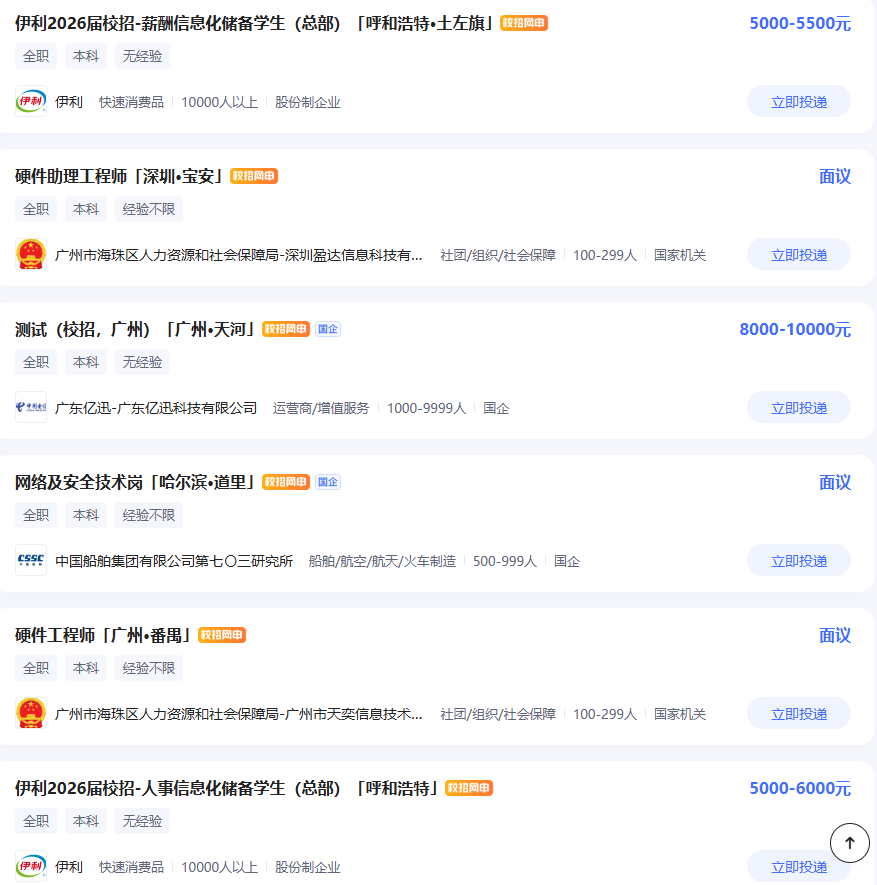 伊利2026届校招-薪酬信息化储备学生（总部）「呼和浩特·土左旗」 校招网申 5000-5500元
全职 本科 无经验
伊利 伊利 快速消费品 10000人以上 股份制企业 立即投递
硬件助理工程师「深圳·宝安」 校招网申 面议
全职 本科 经验不限
广州市海珠区人力资源和社会保障局-深圳盈达信息科技有... 社团/组织/社会保障 100-299人 国家机关 立即投递
测试（校招，广州）「广州·天河」 校招网申 国企 8000-10000元
全职 本科 无经验
中国电信 广东亿迅-广东亿迅科技有限公司 运营商/增值服务 1000-9999人 国企 立即投递
网络及安全技术岗「哈尔滨·道里」 校招网申 国企 面议
全职 本科 经验不限
CSSC 中国船舶集团有限公司第七〇三研究所 船舶/航空/航天/火车制造 500-999人 国企 立即投递
硬件工程师「广州·番禺」 校招网申 面议
全职 本科 经验不限
广州市海珠区人力资源和社会保障局-广州市天奕信息技术... 社团/组织/社会保障 100-299人 国家机关 立即投递
伊利2026届校招-人事信息化储备学生（总部）「呼和浩特」 校招网申 5000-6000元
全职 本科 无经验
伊利 伊利 快速消费品 10000人以上 股份制企业 立即投递